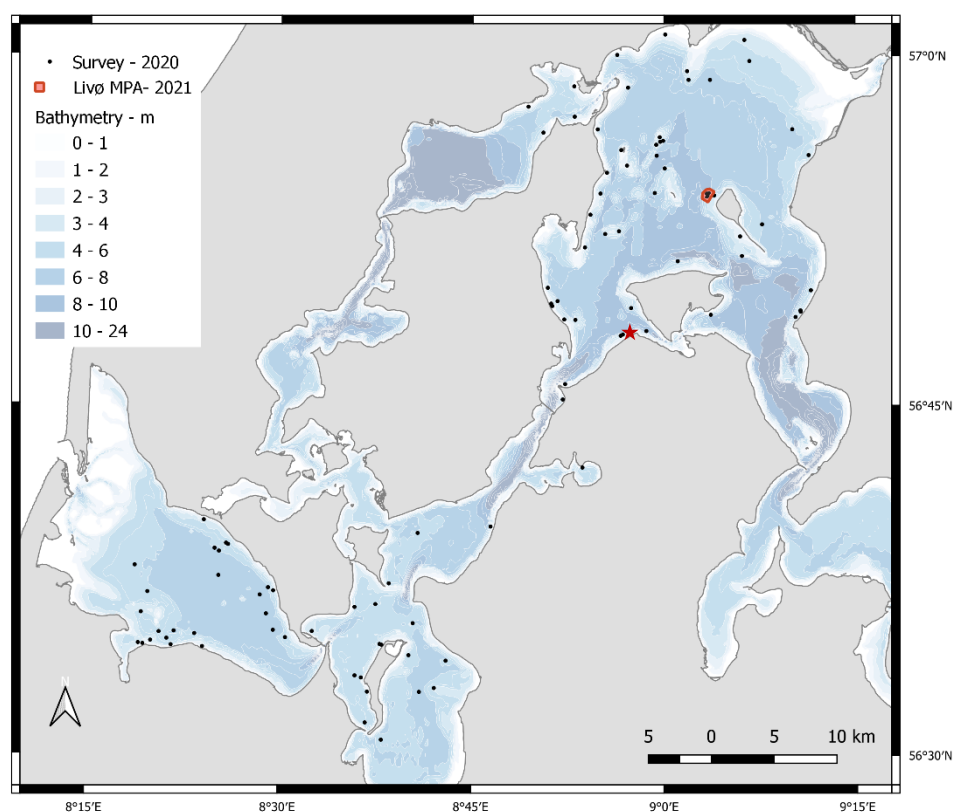 Survey - 2020
Livø MPA- 2021
Bathymetry - m
0 - 1
1 - 2
2 - 3
3 - 4
4 - 6
6 - 8
8 - 10
10 - 24
57°0'N
56°45'N
56°30'N
N
5 0 5 10 km
8°15'E 8°30'E 8°45'E 9°0'E 9°15'E